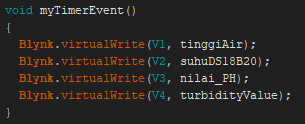 void myTimerEvent()
{
  Blynk.virtualWrite(V1, tinggiAir);
  Blynk.virtualWrite(V2, suhuDS18B20);
  Blynk.virtualWrite(V3, nilai_PH);
  Blynk.virtualWrite(V4, turbidityValue);
}